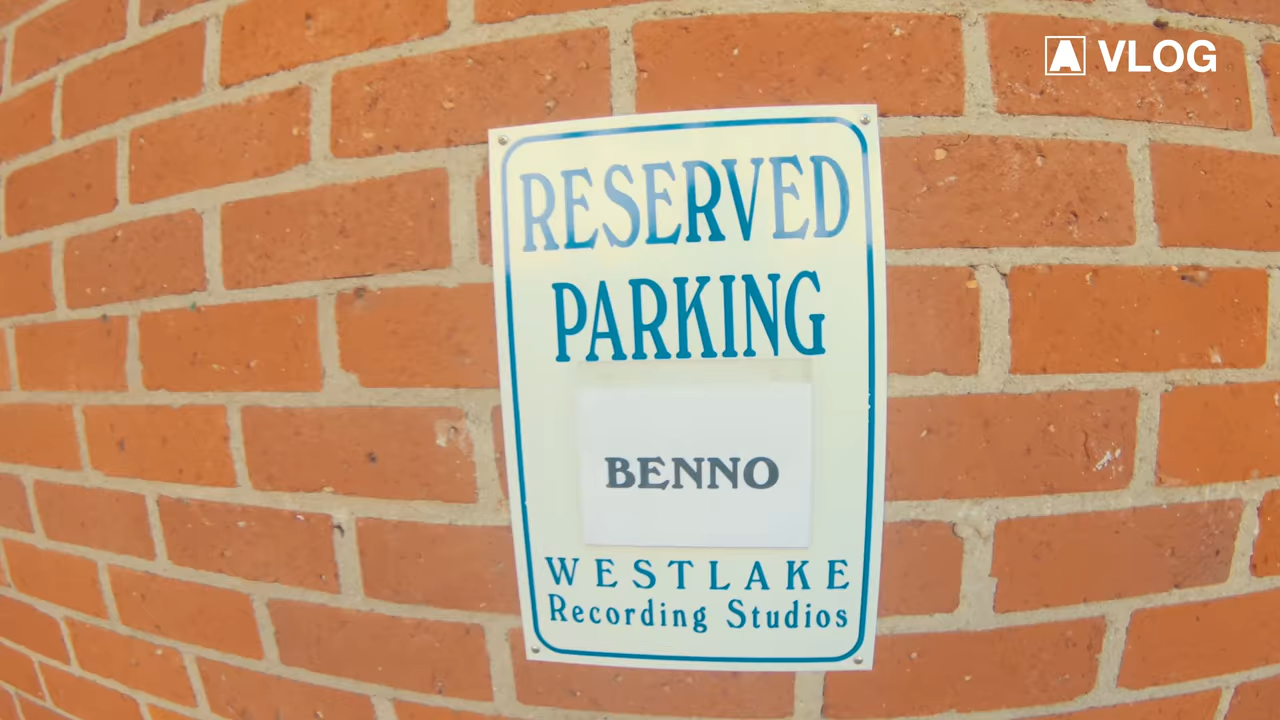 A VLOG
RESERVED
PARKING
BENNO
WESTLAKE
Recording Studios